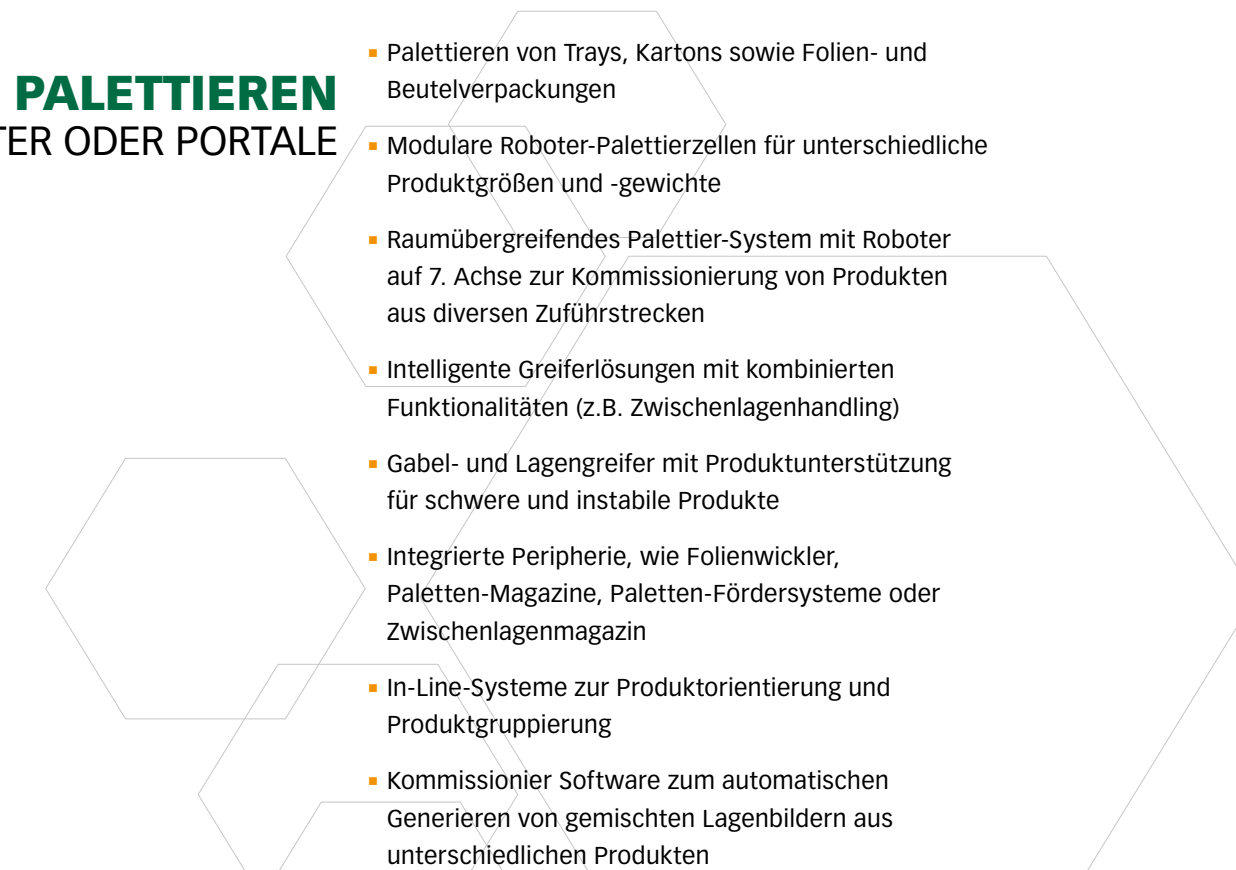 PALETTIEREN
TER ODER PORTALE
▪ Palettieren von Trays, Kartons sowie Folien- und
Beutelverpackungen
▪ Modulare Roboter-Palettierzellen für unterschiedliche
Produktgrößen und -gewichte
▪ Raumübergreifendes Palettier-System mit Roboter
auf 7. Achse zur Kommissionierung von Produkten
aus diversen Zuführstrecken
▪ Intelligente Greiferlösungen mit kombinierten
Funktionalitäten (z.B. Zwischenlagenhandling)
▪ Gabel- und Lagengreifer mit Produktunterstützung
für schwere und instabile Produkte
▪ Integrierte Peripherie, wie Folienwickler,
Paletten-Magazine, Paletten-Fördersysteme oder
Zwischenlagenmagazin
▪ In-Line-Systeme zur Produktorientierung und
Produktgruppierung
▪ Kommissionier Software zum automatischen
Generieren von gemischten Lagenbildern aus
unterschiedlichen Produkten